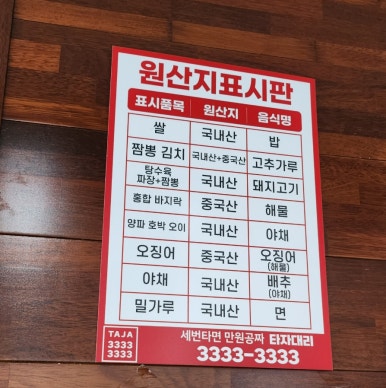 원산지표시판
표시품목 원산지 음식명
쌀 국내산 밥
짬뽕 김치 국내산+중국산 고추가루
탕수육
짜장+짬뽕 국내산 돼지고기
홍합 바지락 중국산 해물
양파 호박 오이 국내산 야채
오징어 중국산 오징어
(해물)
야채 국내산 배추
(야채)
밀가루 국내산 면
TAJA
3333
3333
세번타면 만원공짜 타자대리
3333-3333